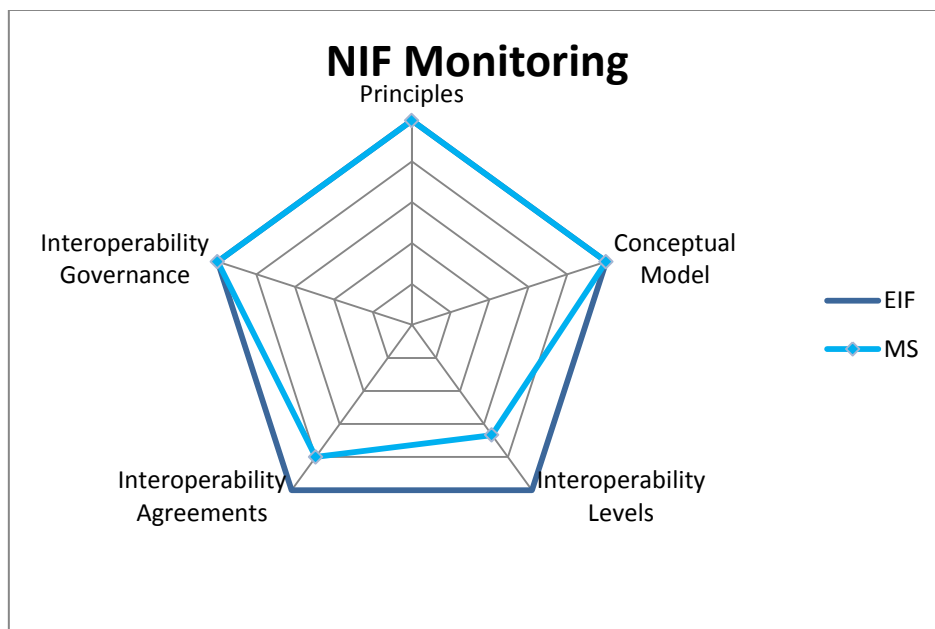 NIF Monitoring
Principles
Interoperability
Governance
Conceptual
Model
EIF
MS
Interoperability
Agreements
Interoperability
Levels